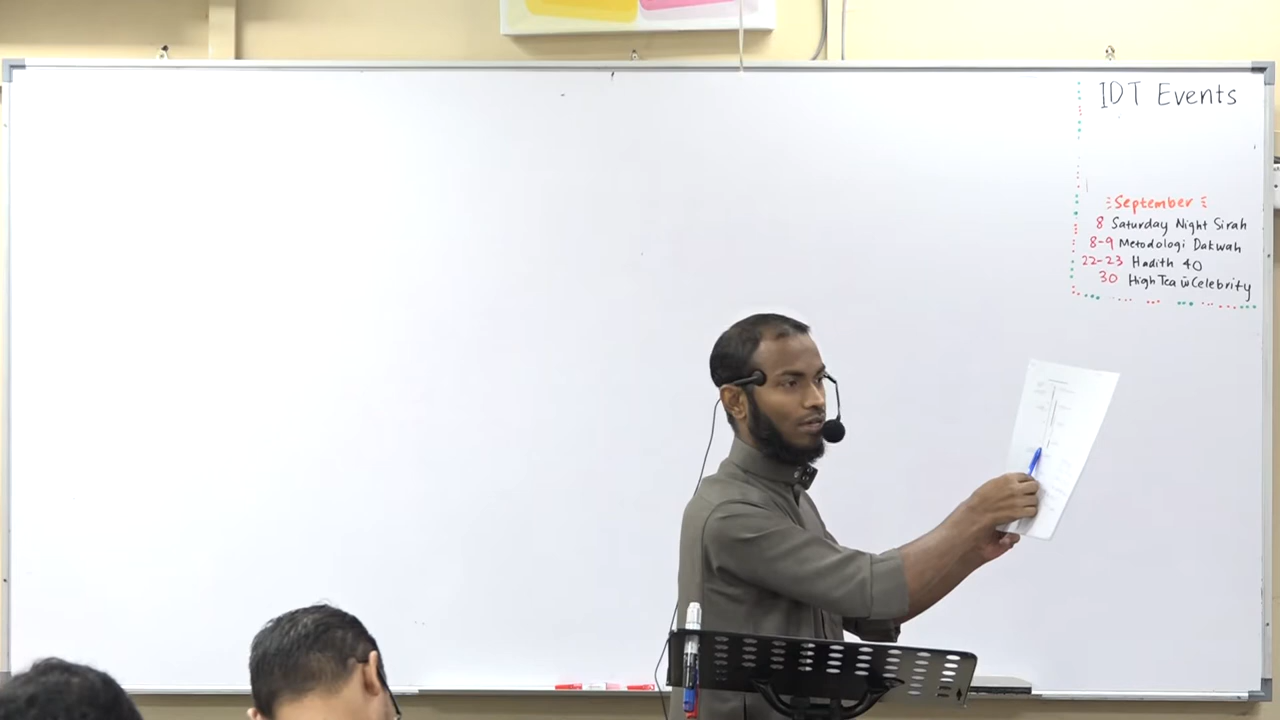 IDT Events
September
8 Saturday Night Sirah
8-9 Metodologi Dakwah
22-23 Hadith 40
30 High Tea w Celebrity